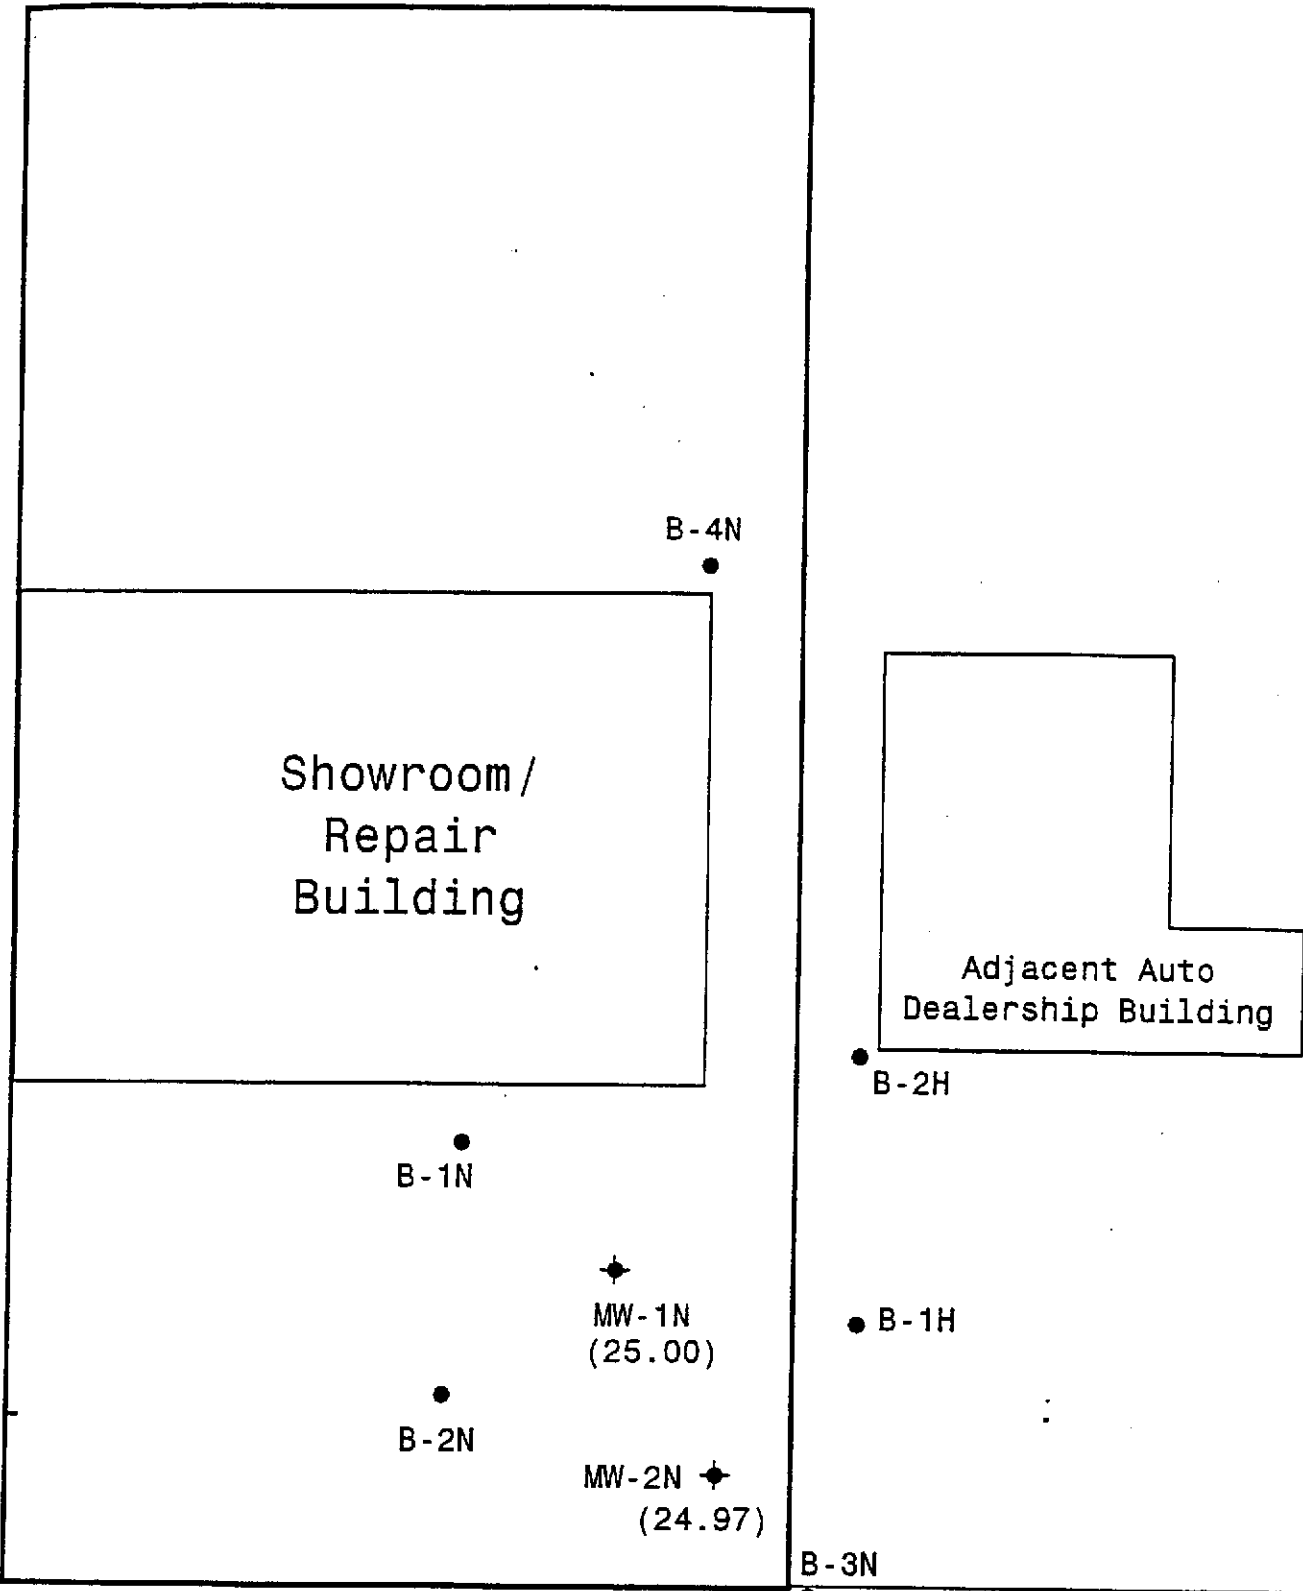 B-4N
Showroom/
Repair
Building
Adjacent Auto
Dealership Building
B-2H
B-1N
MW-1N
(25.00)
B-1H
B-2N
MW-2N
(24.97)
B-3N